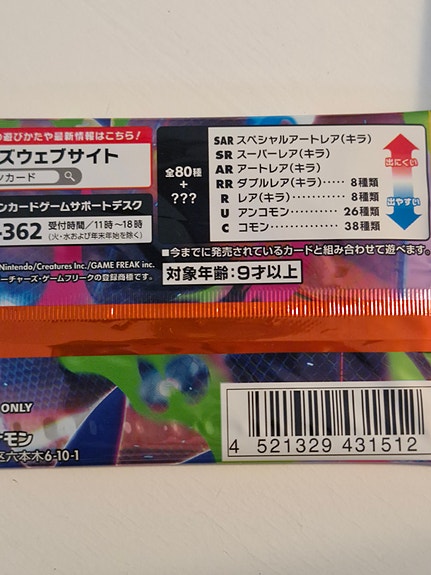 の遊びかたや最新情報はこちら!
ズウェブサイト
ンカード
ンカードゲームサポートデスク
-362 受付時間/11時~18時
(火・水および年末年始を除く)
Nintendo/Creatures Inc./GAME FREAK inc.
ーチャーズ・ゲームフリークの登録商標です。
全80種
+
???
SAR スペシャルアートレア(キラ)
SR スーパーレア(キラ)
AR アートレア(キラ)
RR ダブルレア(キラ)····· 8種類
R レア(キラ)·············· 8種類
U アンコモン·············· 26種類
C コモン··················· 38種類
出にくい
出やすい
■今までに発売されているカードと組み合わせて遊べます。
対象年齢:9才以上
ONLY
ケモン
区六本木6-10-1
4 521329 431512